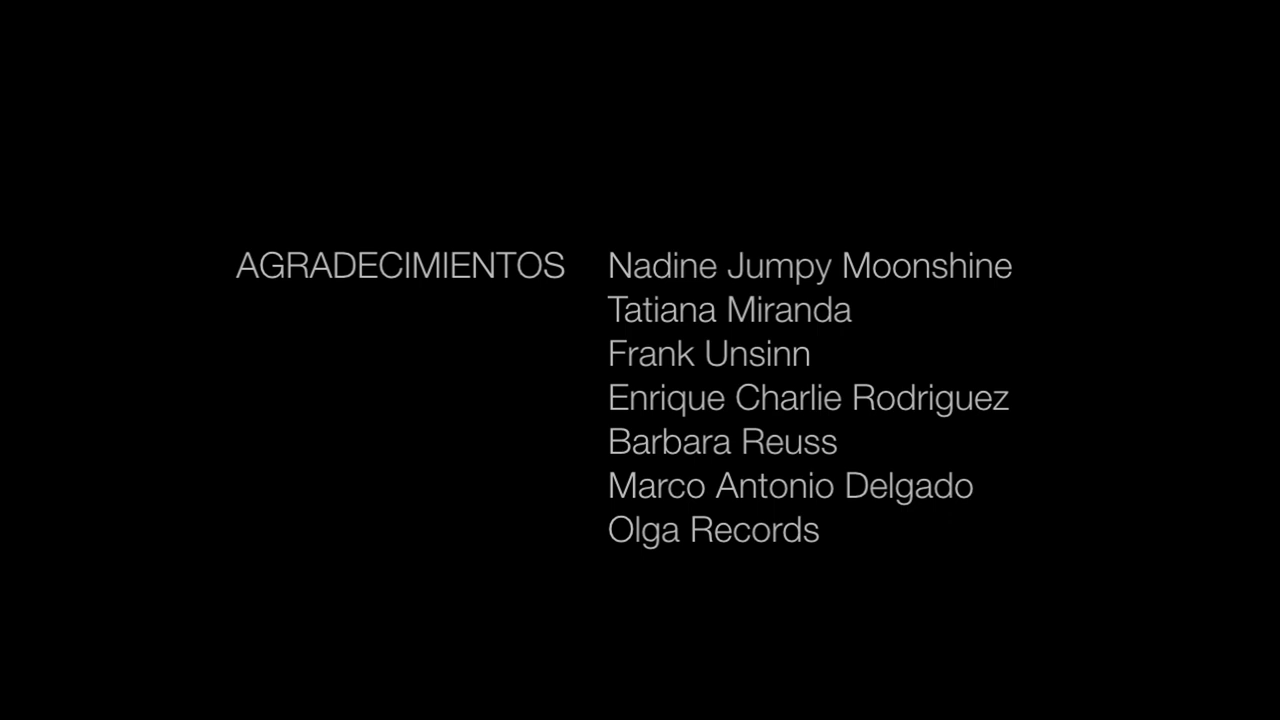 AGRADECIMIENTOS Nadine Jumpy Moonshine
Tatiana Miranda
Frank Unsinn
Enrique Charlie Rodriguez
Barbara Reuss
Marco Antonio Delgado
Olga Records